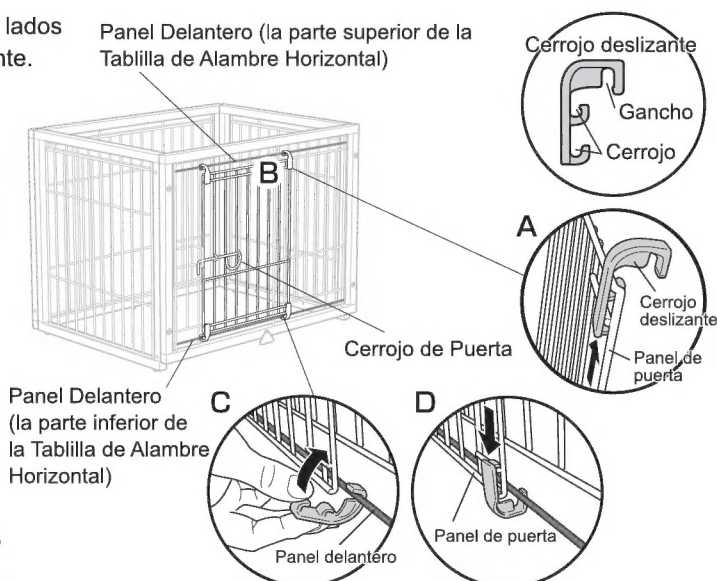 lados
nte.
Panel Delantero (la parte superior de la
Tablilla de Alambre Horizontal)
Cerrojo deslizante
Gancho
Cerrojo
B
A
Cerrojo
deslizante
Panel de
puerta
Cerrojo de Puerta
Panel Delantero
(la parte inferior de
la Tablilla de Alambre
Horizontal)
C
Panel delantero
D
Panel de puerta